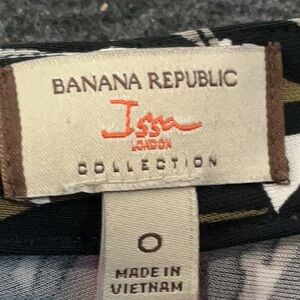 BANANA REPUBLIC
Issa
LONDON
COLLECTION
0
MADE IN
VIETNAM